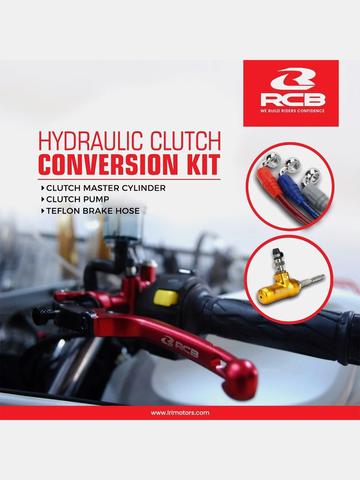 RCB
WE BUILD RIDERS CONFIDENCE
HYDRAULIC CLUTCH
CONVERSION KIT
CLUTCH MASTER CYLINDER
CLUTCH PUMP
TEFLON BRAKE HOSE
RCB
www.lrlmotors.com